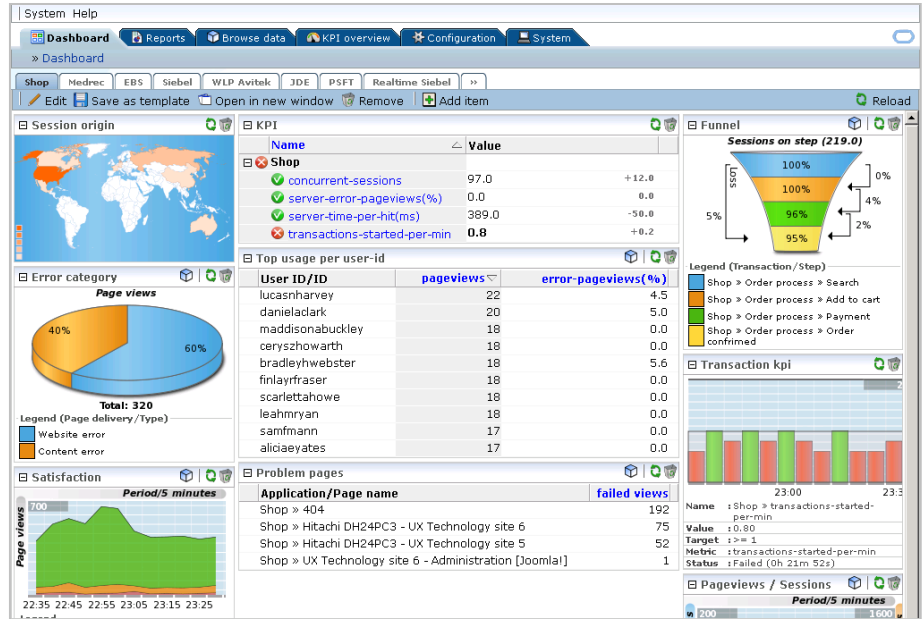 System Help
Dashboard Reports Browse data KPI overview Configuration System
» Dashboard
Shop Medrec EBS Siebel WLP Avitek JDE PSFT Realtime Siebel »
Edit Save as template Open in new window Remove Add item Reload
Session origin
Error category
Page views
40%
60%
Total: 320
Legend (Page delivery/Type)
Website error
Content error
Satisfaction
Period/5 minutes
700
Page views
22:35 22:45 22:55 23:05 23:15 23:25
Legend
KPI
Name Value
Shop
concurrent-sessions 97.0 +12.0
server-error-pageviews(%) 0.0 0.0
server-time-per-hit(ms) 389.0 -50.0
transactions-started-per-min 0.8 +0.2
Top usage per user-id
User ID/ID pageviews error-pageviews(%)
lucasnharvey 22 4.5
danielaclark 20 5.0
maddisonabuckley 18 0.0
ceryszhowarth 18 0.0
bradleyhwebster 18 5.6
finlayrfraser 18 0.0
scarlettahowe 18 0.0
leahmryan 18 0.0
samfmann 17 0.0
aliciaeyates 17 0.0
Problem pages
Application/Page name failed views
Shop » 404 192
Shop » Hitachi DH24PC3 - UX Technology site 6 75
Shop » Hitachi DH24PC3 - UX Technology site 5 52
Shop » UX Technology site 6 - Administration [Joomla!] 1
Funnel
Sessions on step (219.0)
Loss
100%
100%
96%
95%
0%
4%
2%
5%
Legend (Transaction/Step)
Shop » Order process » Search
Shop » Order process » Add to cart
Shop » Order process » Payment
Shop » Order process » Order
confrimed
Transaction kpi
2
23:00 23:3
Name : Shop » transactions-started-
per-min
Value : 0.80
Target : >= 1
Metric : transactions-started-per-min
Status : Failed (0h 21m 52s)
Pageviews / Sessions
Period/5 minutes
200 1600